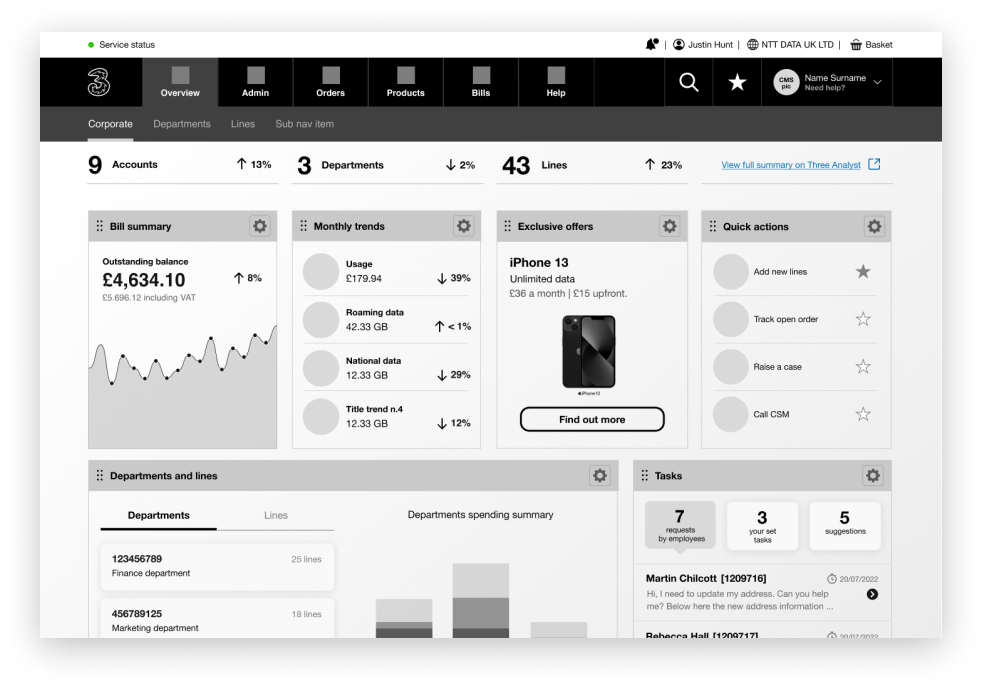 Service status
| Justin Hunt | NTT DATA UK LTD | Basket
Overview
Admin
Orders
Products
Bills
Help
CMS
pic
Name Surname
Need help?
Corporate
Departments
Lines
Sub nav item
9 Accounts ↑ 13%
3 Departments ↓ 2%
43 Lines ↑ 23%
View full summary on Three Analyst
Bill summary
Outstanding balance
£4,634.10 ↑ 8%
£5.696.12 including VAT
Monthly trends
Usage
£179.94 ↓ 39%
Roaming data
42.33 GB ↑ < 1%
National data
12.33 GB ↓ 29%
Title trend n.4
12.33 GB ↓ 12%
Exclusive offers
iPhone 13
Unlimited data
£36 a month | £15 upfront.
iPhone 13
Find out more
Quick actions
Add new lines
Track open order
Raise a case
Call CSM
Departments and lines
Departments
Lines
123456789 25 lines
Finance department
456789125 18 lines
Marketing department
Departments spending summary
Tasks
7
requests
by employees
3
your set
tasks
5
suggestions
Martin Chilcott [1209716] 20/07/2022
Hi, I need to update my address. Can you help
me? Below here the new address information ...
Rebecca Hall [1209717] 20/07/2022